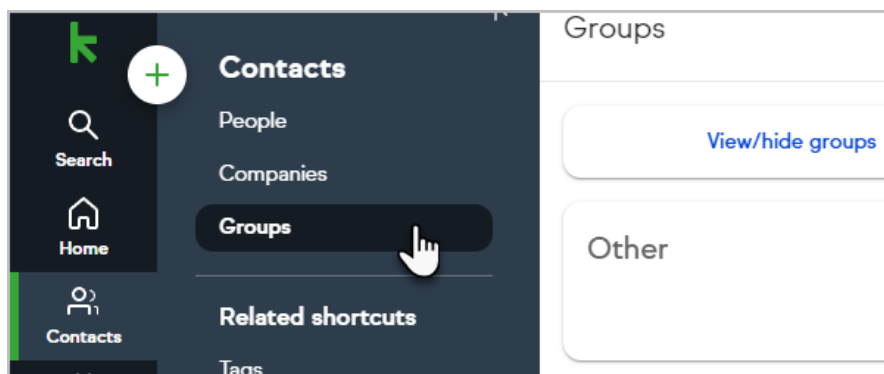 Search
Home
Contacts
Contacts
People
Companies
Groups
Related shortcuts
Tags
Groups
View/hide groups
Other